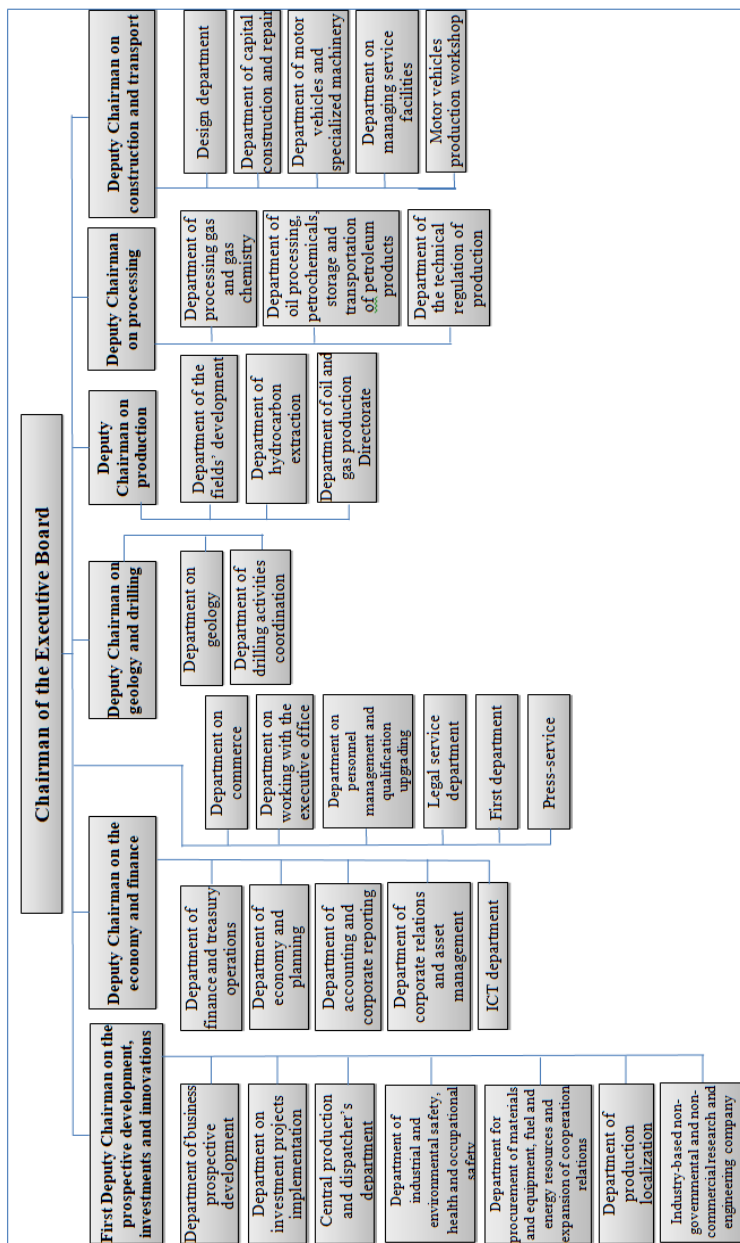 Chairman of the Executive Board
First Deputy Chairman on the
prospective development,
investments and innovations
Department of business
prospective development
Department on
investment projects
implementation
Central production
and dispatcher's
department
Department of
industrial and
environmental safety,
health and occupational
safety
Department for
procurement of materials
and equipment, fuel and
energy resources and
expansion of cooperation
relations
Department of
production
localization
Industry-based non-
governmental and non-
commercial research and
engineering company
Deputy Chairman on the
economy and finance
Department of
finance and treasury
operations
Department of
economy and
planning
Department of
accounting and
corporate reporting
Department of
corporate relations
and asset
management
ICT department
Department on
commerce
Department on
working with the
executive office
Department on
personnel
management and
qualification
upgrading
Legal service
department
First department
Press-service
Deputy Chairman on
geology and drilling
Department on
geology
Department of
drilling activities
coordination
Deputy
Chairman on
production
Department of the
fields' development
Department of
hydrocarbon
extraction
Department of oil and
gas production
Directorate
Deputy Chairman
on processing
Department of
processing gas
and gas
chemistry
Department of
oil processing,
petrochemicals,
storage and
transportation
of petroleum
products
Department of
the technical
regulation of
production
Deputy Chairman on
construction and transport
Design department
Department of capital
construction and repair
Department of motor
vehicles and
specialized machinery
Department on
managing service
facilities
Motor vehicles
production workshop